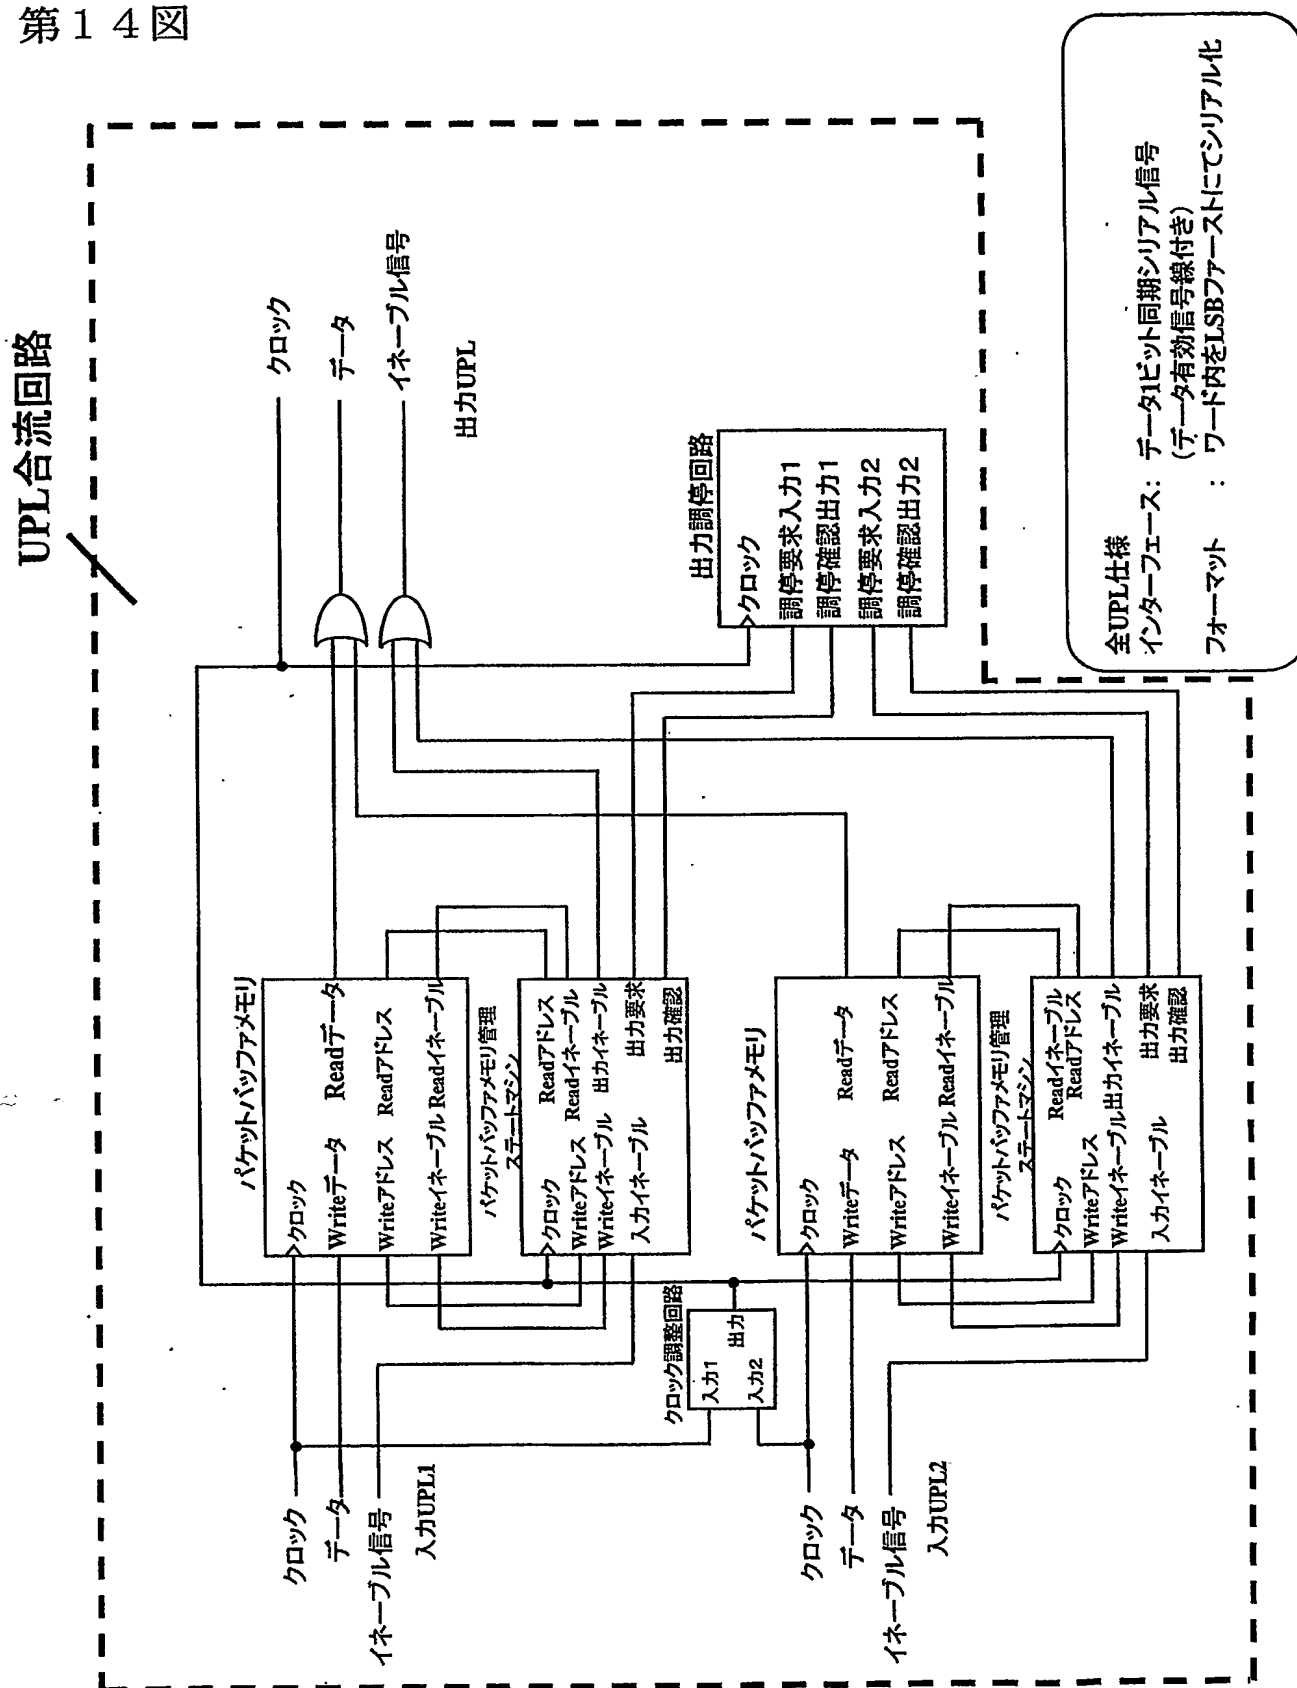 第14図
UPL合流回路
クロック
データ
イネーブル信号
入力UPL1
パケットバッファメモリ
クロック
Writeデータ Readデータ
Writeアドレス Readアドレス
Writeイネーブル Readイネーブル
パケットバッファメモリ管理
ステートマシン
クロック Readアドレス
Writeアドレス Readイネーブル
Writeイネーブル 出力イネーブル
入力イネーブル 出力要求
出力確認
クロック調整回路
入力1
出力
入力2
クロック
データ
イネーブル信号
入力UPL2
パケットバッファメモリ
クロック
Writeデータ Readデータ
Writeアドレス Readアドレス
Writeイネーブル Readイネーブル
パケットバッファメモリ管理
ステートマシン
クロック Readイネーブル
Readアドレス
Writeアドレス
Writeイネーブル出力イネーブル
入力イネーブル 出力要求
出力確認
クロック
データ
イネーブル信号
出力UPL
出力調停回路
クロック
調停要求入力1
調停確認出力1
調停要求入力2
調停確認出力2
全UPL仕様
インターフェース: データ1ビット同期シリアル信号
(データ有効信号線付き)
フォーマット : ワード内をLSBファーストにてシリアル化